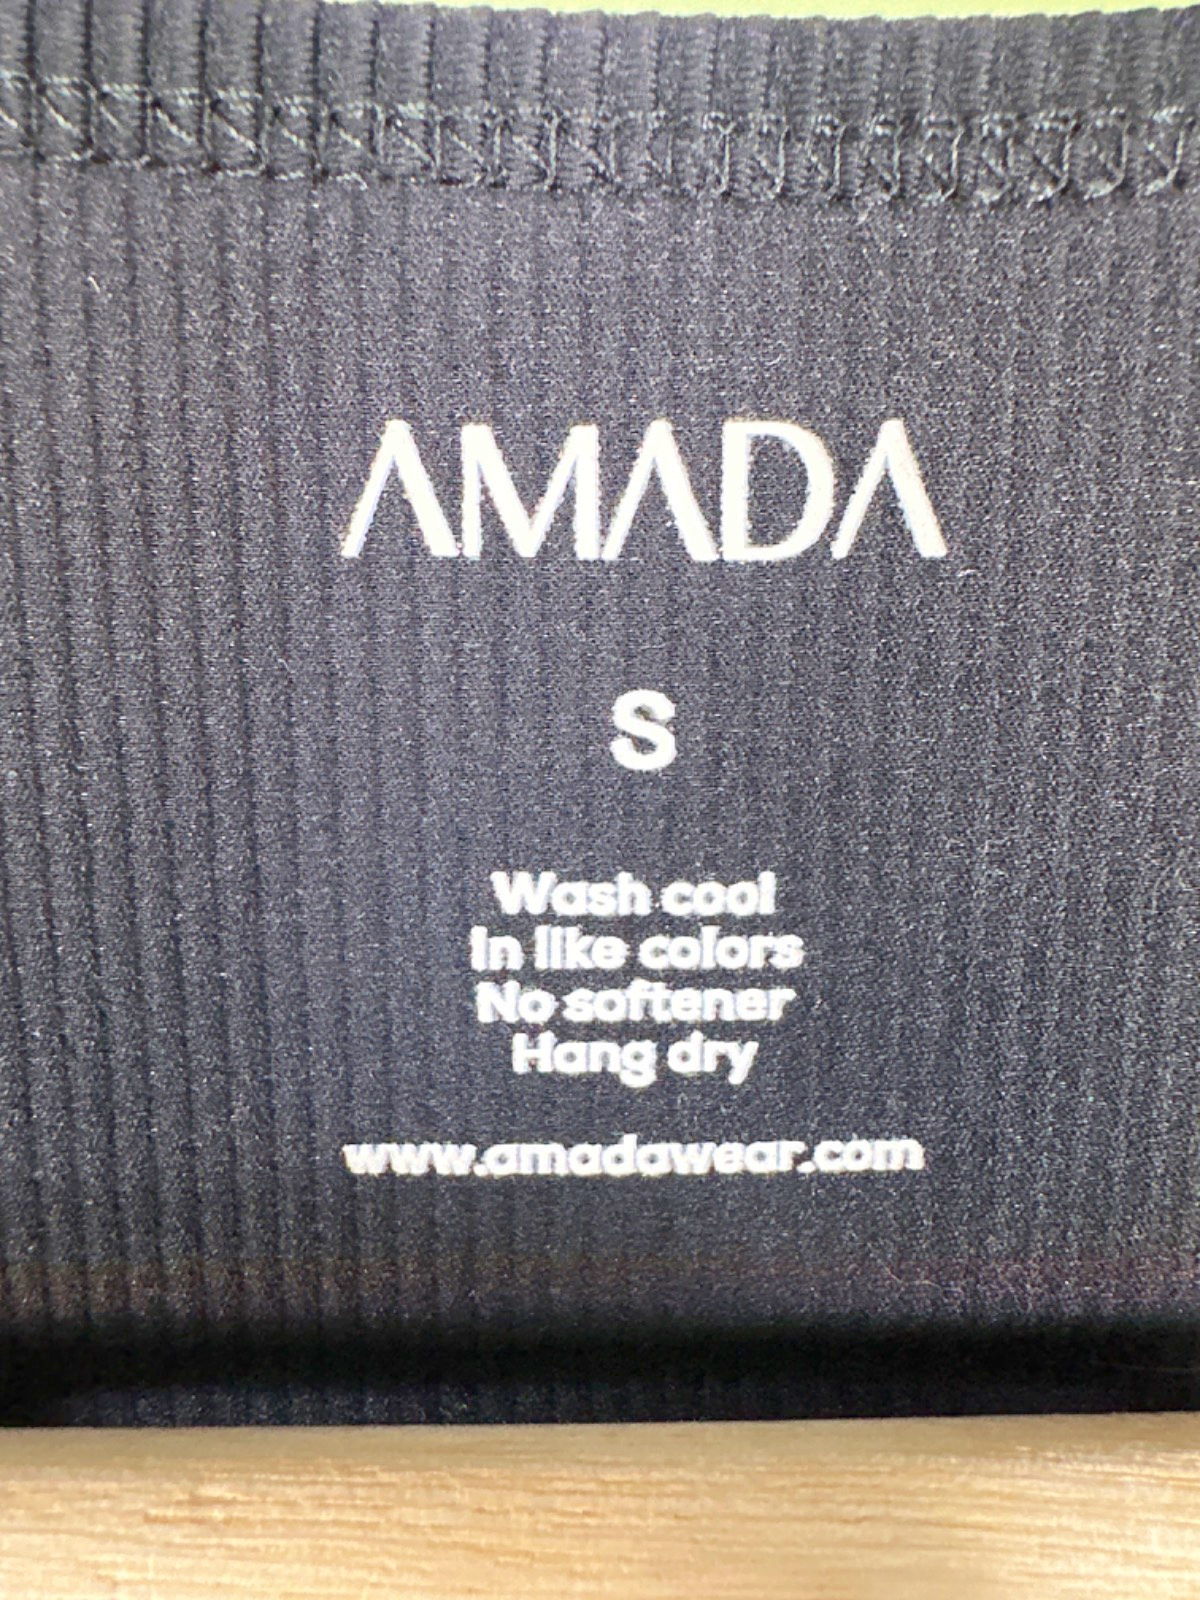 AMADA
S
Wash cool
In like colors
No softener
Hang dry
www.amadawear.com